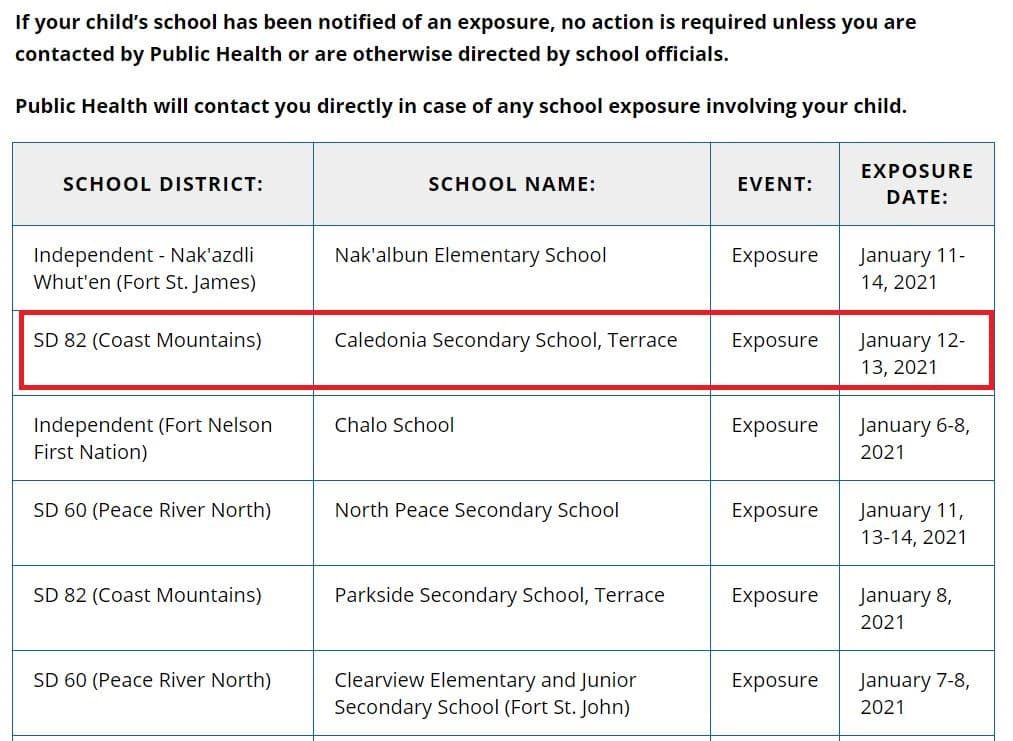 If your child’s school has been notified of an exposure, no action is required unless you are
contacted by Public Health or are otherwise directed by school officials.
Public Health will contact you directly in case of any school exposure involving your child.
SCHOOL DISTRICT: SCHOOL NAME: EVENT: EXPOSURE
DATE:
Independent - Nak'azdli Nak'albun Elementary School Exposure January 11-
Whut'en (Fort St. James) 14, 2021
SD 82 (Coast Mountains) Caledonia Secondary School, Terrace Exposure January 12-
13, 2021
Independent (Fort Nelson Chalo School Exposure January 6-8,
First Nation) 2021
SD 60 (Peace River North) North Peace Secondary School Exposure January 11,
13-14, 2021
SD 82 (Coast Mountains) Parkside Secondary School, Terrace Exposure January 8,
2021
SD 60 (Peace River North) Clearview Elementary and Junior Exposure January 7-8,
Secondary School (Fort St. John) 2021